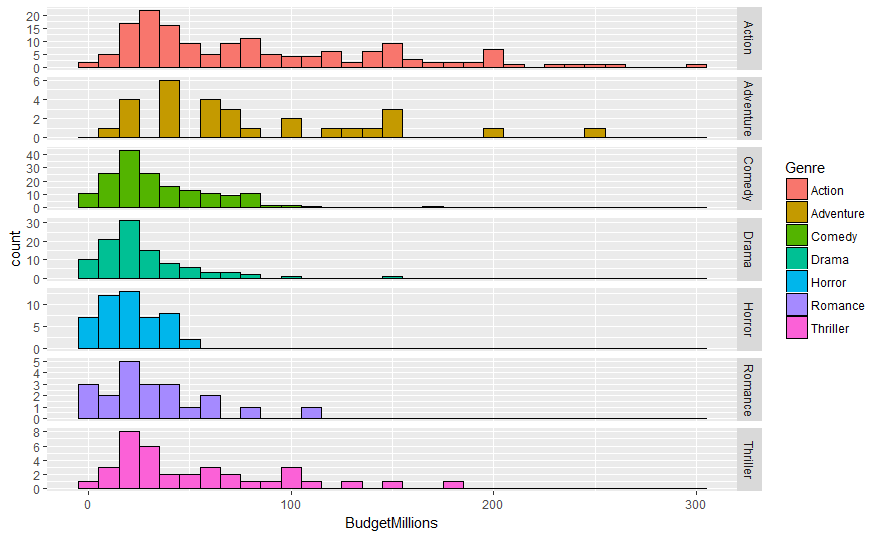 20
15
10
5
0
Action
6
4
2
0
Adventure
40
30
20
10
0
Comedy
30
20
10
0
Drama
10
5
0
Horror
5
4
3
2
1
0
Romance
8
6
4
2
0
Thriller
count
0 100 200 300
BudgetMillions
Genre
Action
Adventure
Comedy
Drama
Horror
Romance
Thriller